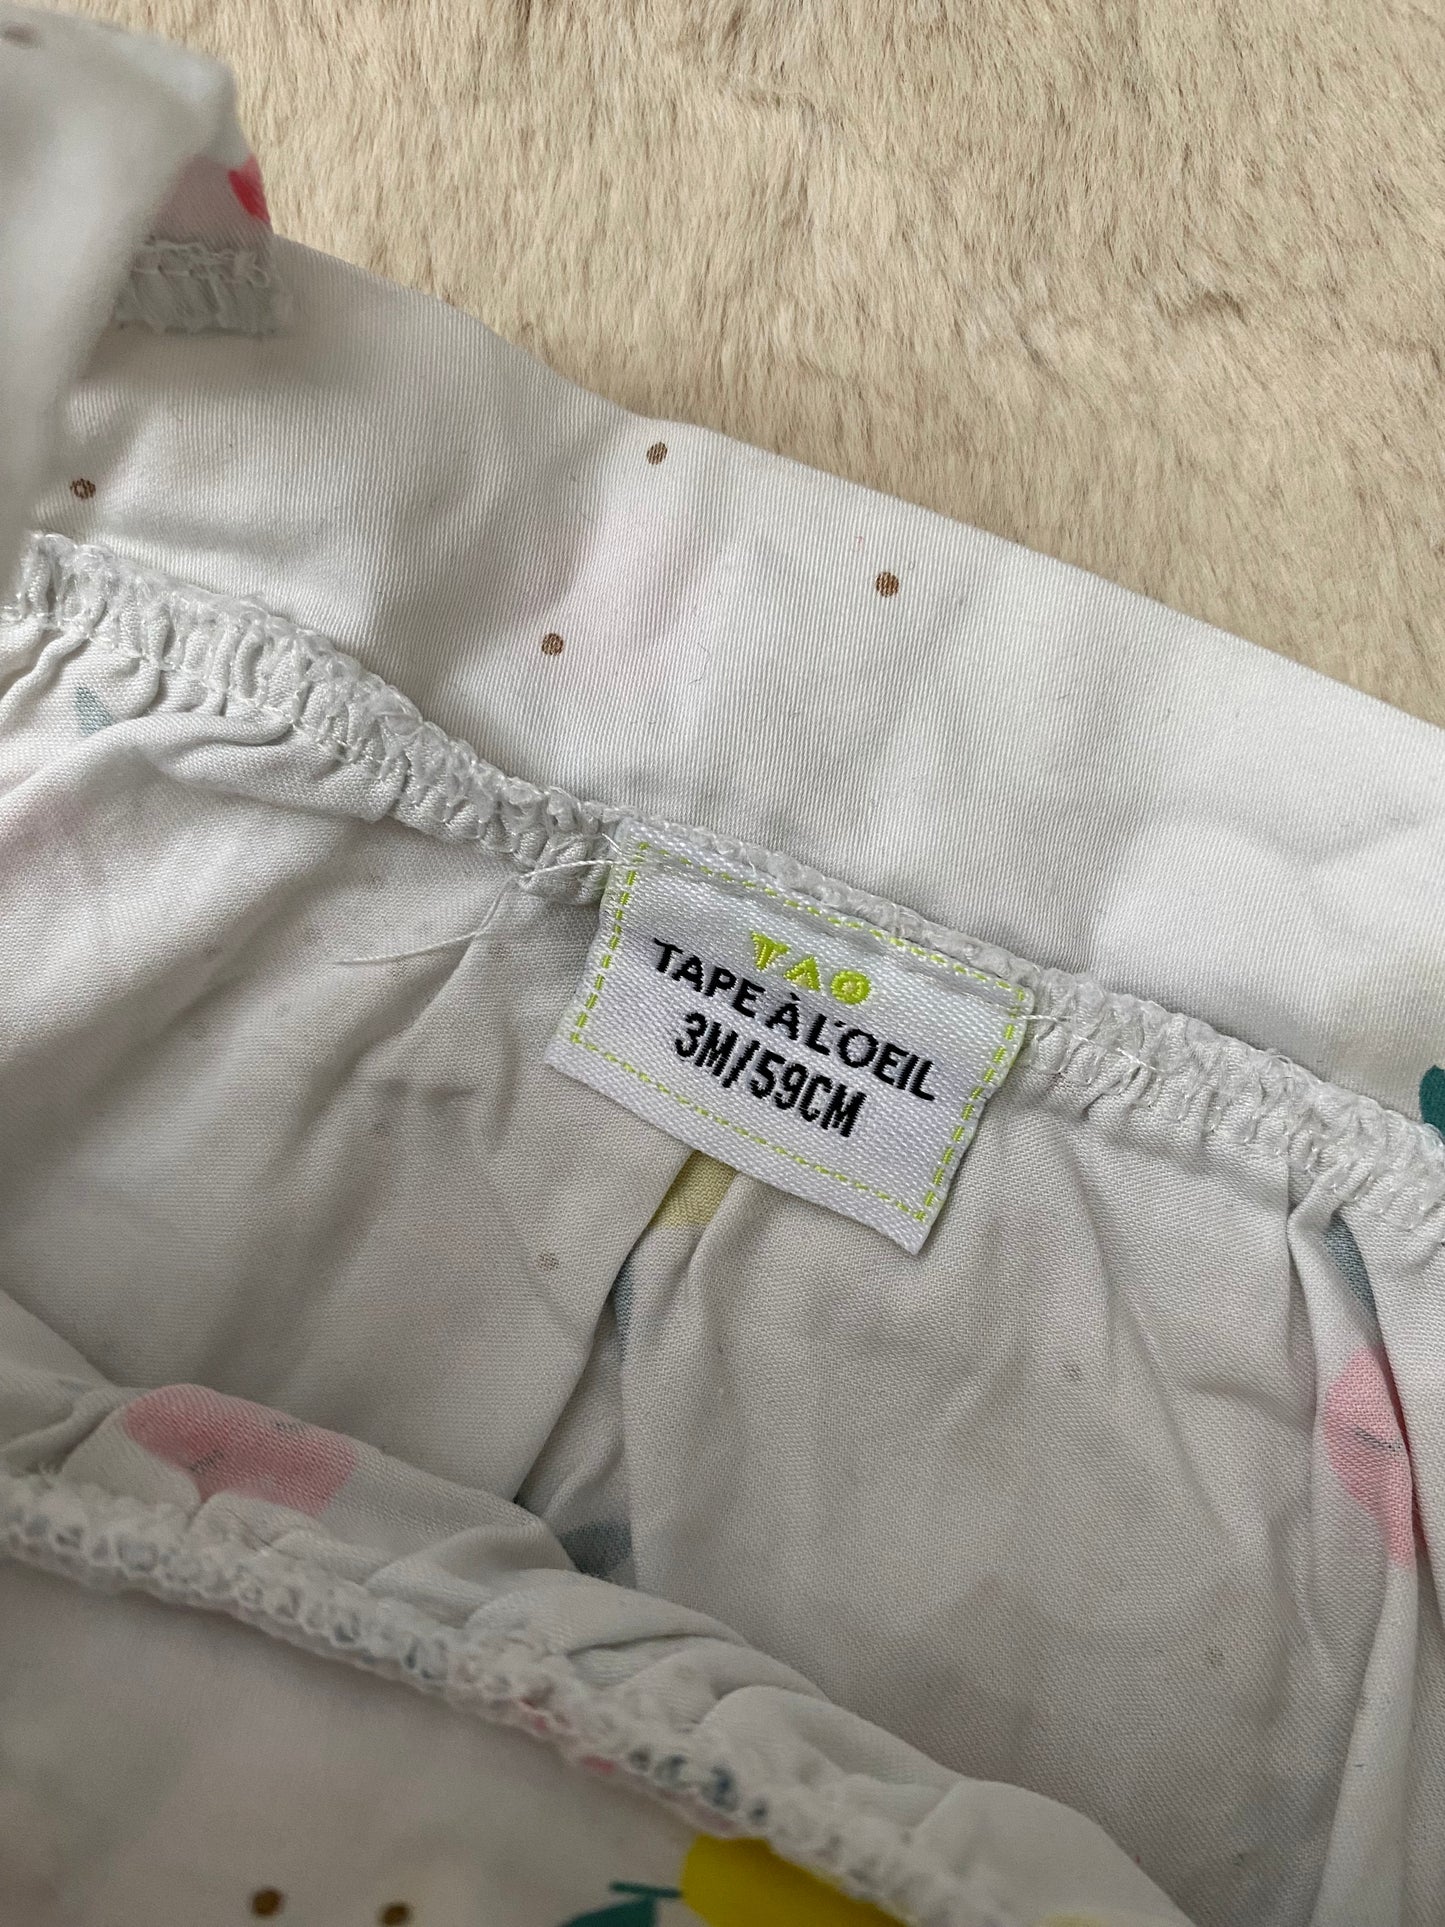 TAO
TAPE À L'OEIL
3M/59CM